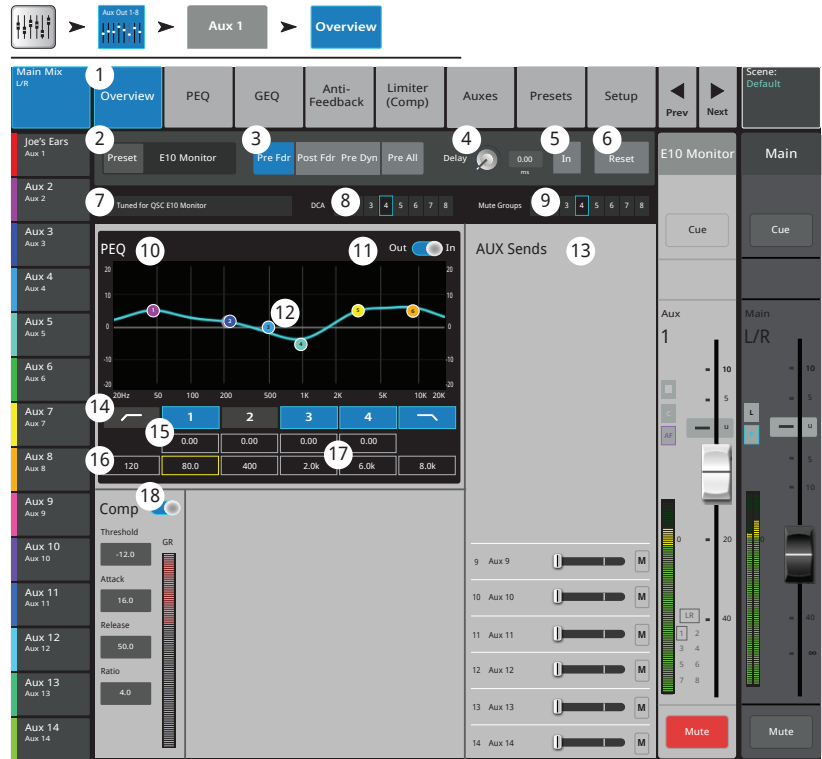 Aux Out 1-8
Aux 1
Overview
Main Mix
L/R
1
Overview
PEQ
GEQ
Anti-
Feedback
Limiter
(Comp)
Auxes
Presets
Setup
Prev
Next
Scene:
Default
Joe's Ears
Aux 1
2
Preset
E10 Monitor
3
Pre Fdr
Post Fdr
Pre Dyn
Pre All
4
Delay
0.00
ms
5
In
6
Reset
E10 Monitor
Main
Aux 2
Aux 2
7
Tuned for QSC E10 Monitor
DCA
8
3 4 5 6 7 8
Mute Groups
9
3 4 5 6 7 8
Aux 3
Aux 3
Aux 4
Aux 4
Aux 5
Aux 5
Aux 6
Aux 6
Aux 7
Aux 7
Aux 8
Aux 8
Aux 9
Aux 9
Aux 10
Aux 10
Aux 11
Aux 11
Aux 12
Aux 12
Aux 13
Aux 13
Aux 14
Aux 14
PEQ
10
11
Out
In
20
10
0
-10
-20
20
10
0
-10
-20
1
2
3
12
4
5
6
20Hz 50 100 200 500 1K 2K 5K 10K 20K
14
1
2
3
4
15
0.00 0.00 0.00 0.00
16
17
120 80.0 400 2.0k 6.0k 8.0k
Comp
18
Threshold
-12.0
GR
Attack
16.0
Release
50.0
Ratio
4.0
AUX Sends
13
9 Aux 9 M
10 Aux 10 M
11 Aux 11 M
12 Aux 12 M
13 Aux 13 M
14 Aux 14 M
Cue
Aux
1
10
5
U
C
AF
0
20
LR
40
1 2
3 4
5 6
7 8
Mute
Cue
Main
L/R
10
5
L
U
5
10
20
40
∞
Mute